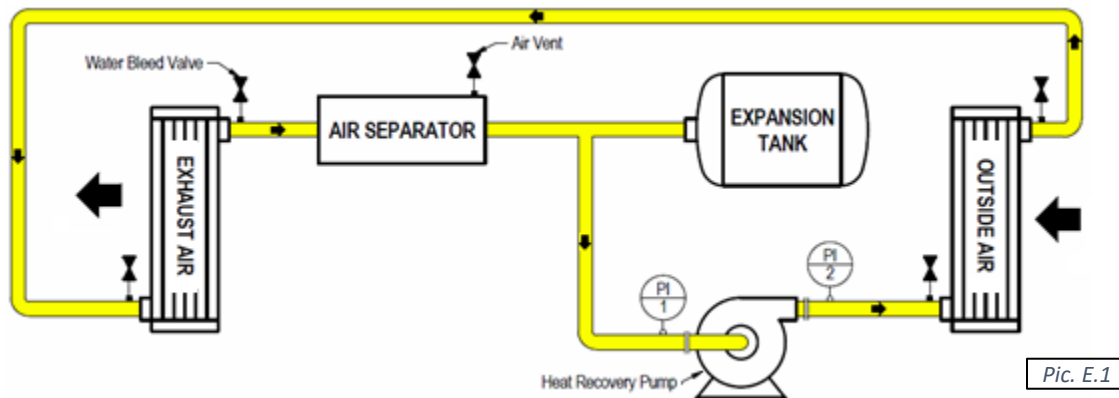 Water Bleed Valve
Air Vent
AIR SEPARATOR
EXPANSION
TANK
EXHAUST AIR
OUTSIDE AIR
PI
1
PI
2
Heat Recovery Pump
Pic. E.1